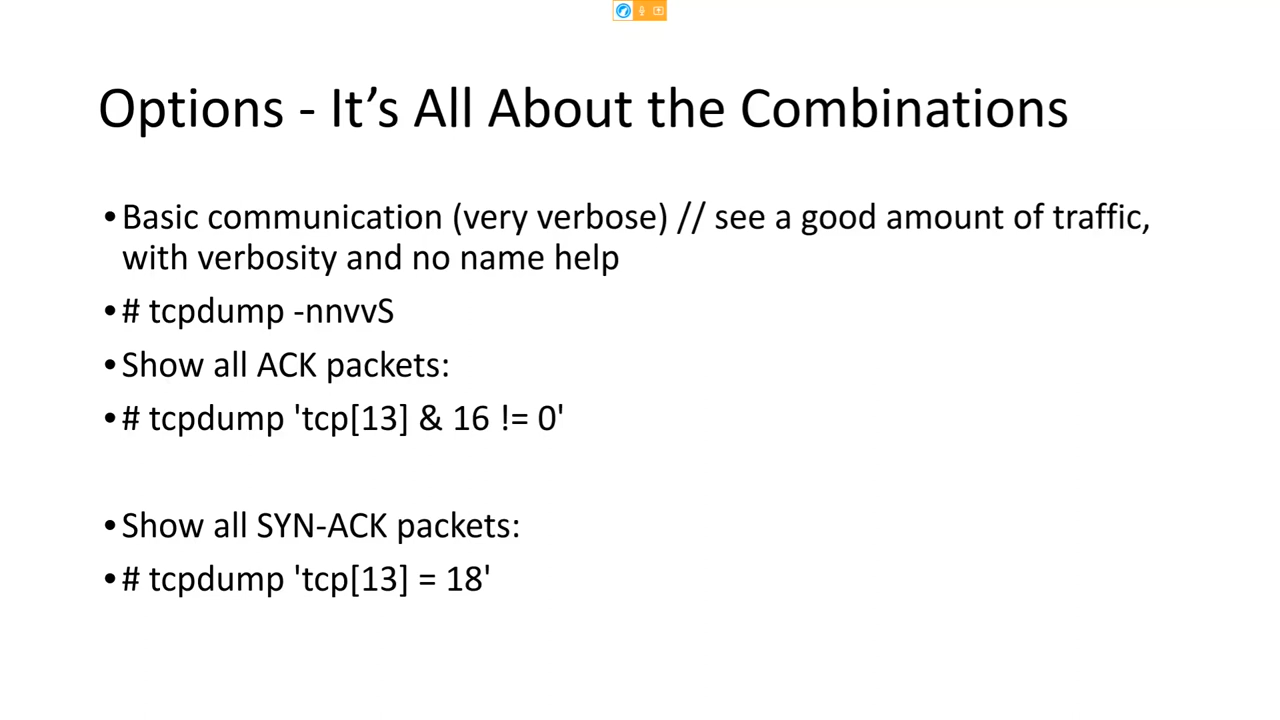 Options - It’s All About the Combinations
•Basic communication (very verbose) // see a good amount of traffic,
with verbosity and no name help
•# tcpdump -nnvvS
•Show all ACK packets:
•# tcpdump 'tcp[13] & 16 != 0'
•Show all SYN-ACK packets:
•# tcpdump 'tcp[13] = 18'